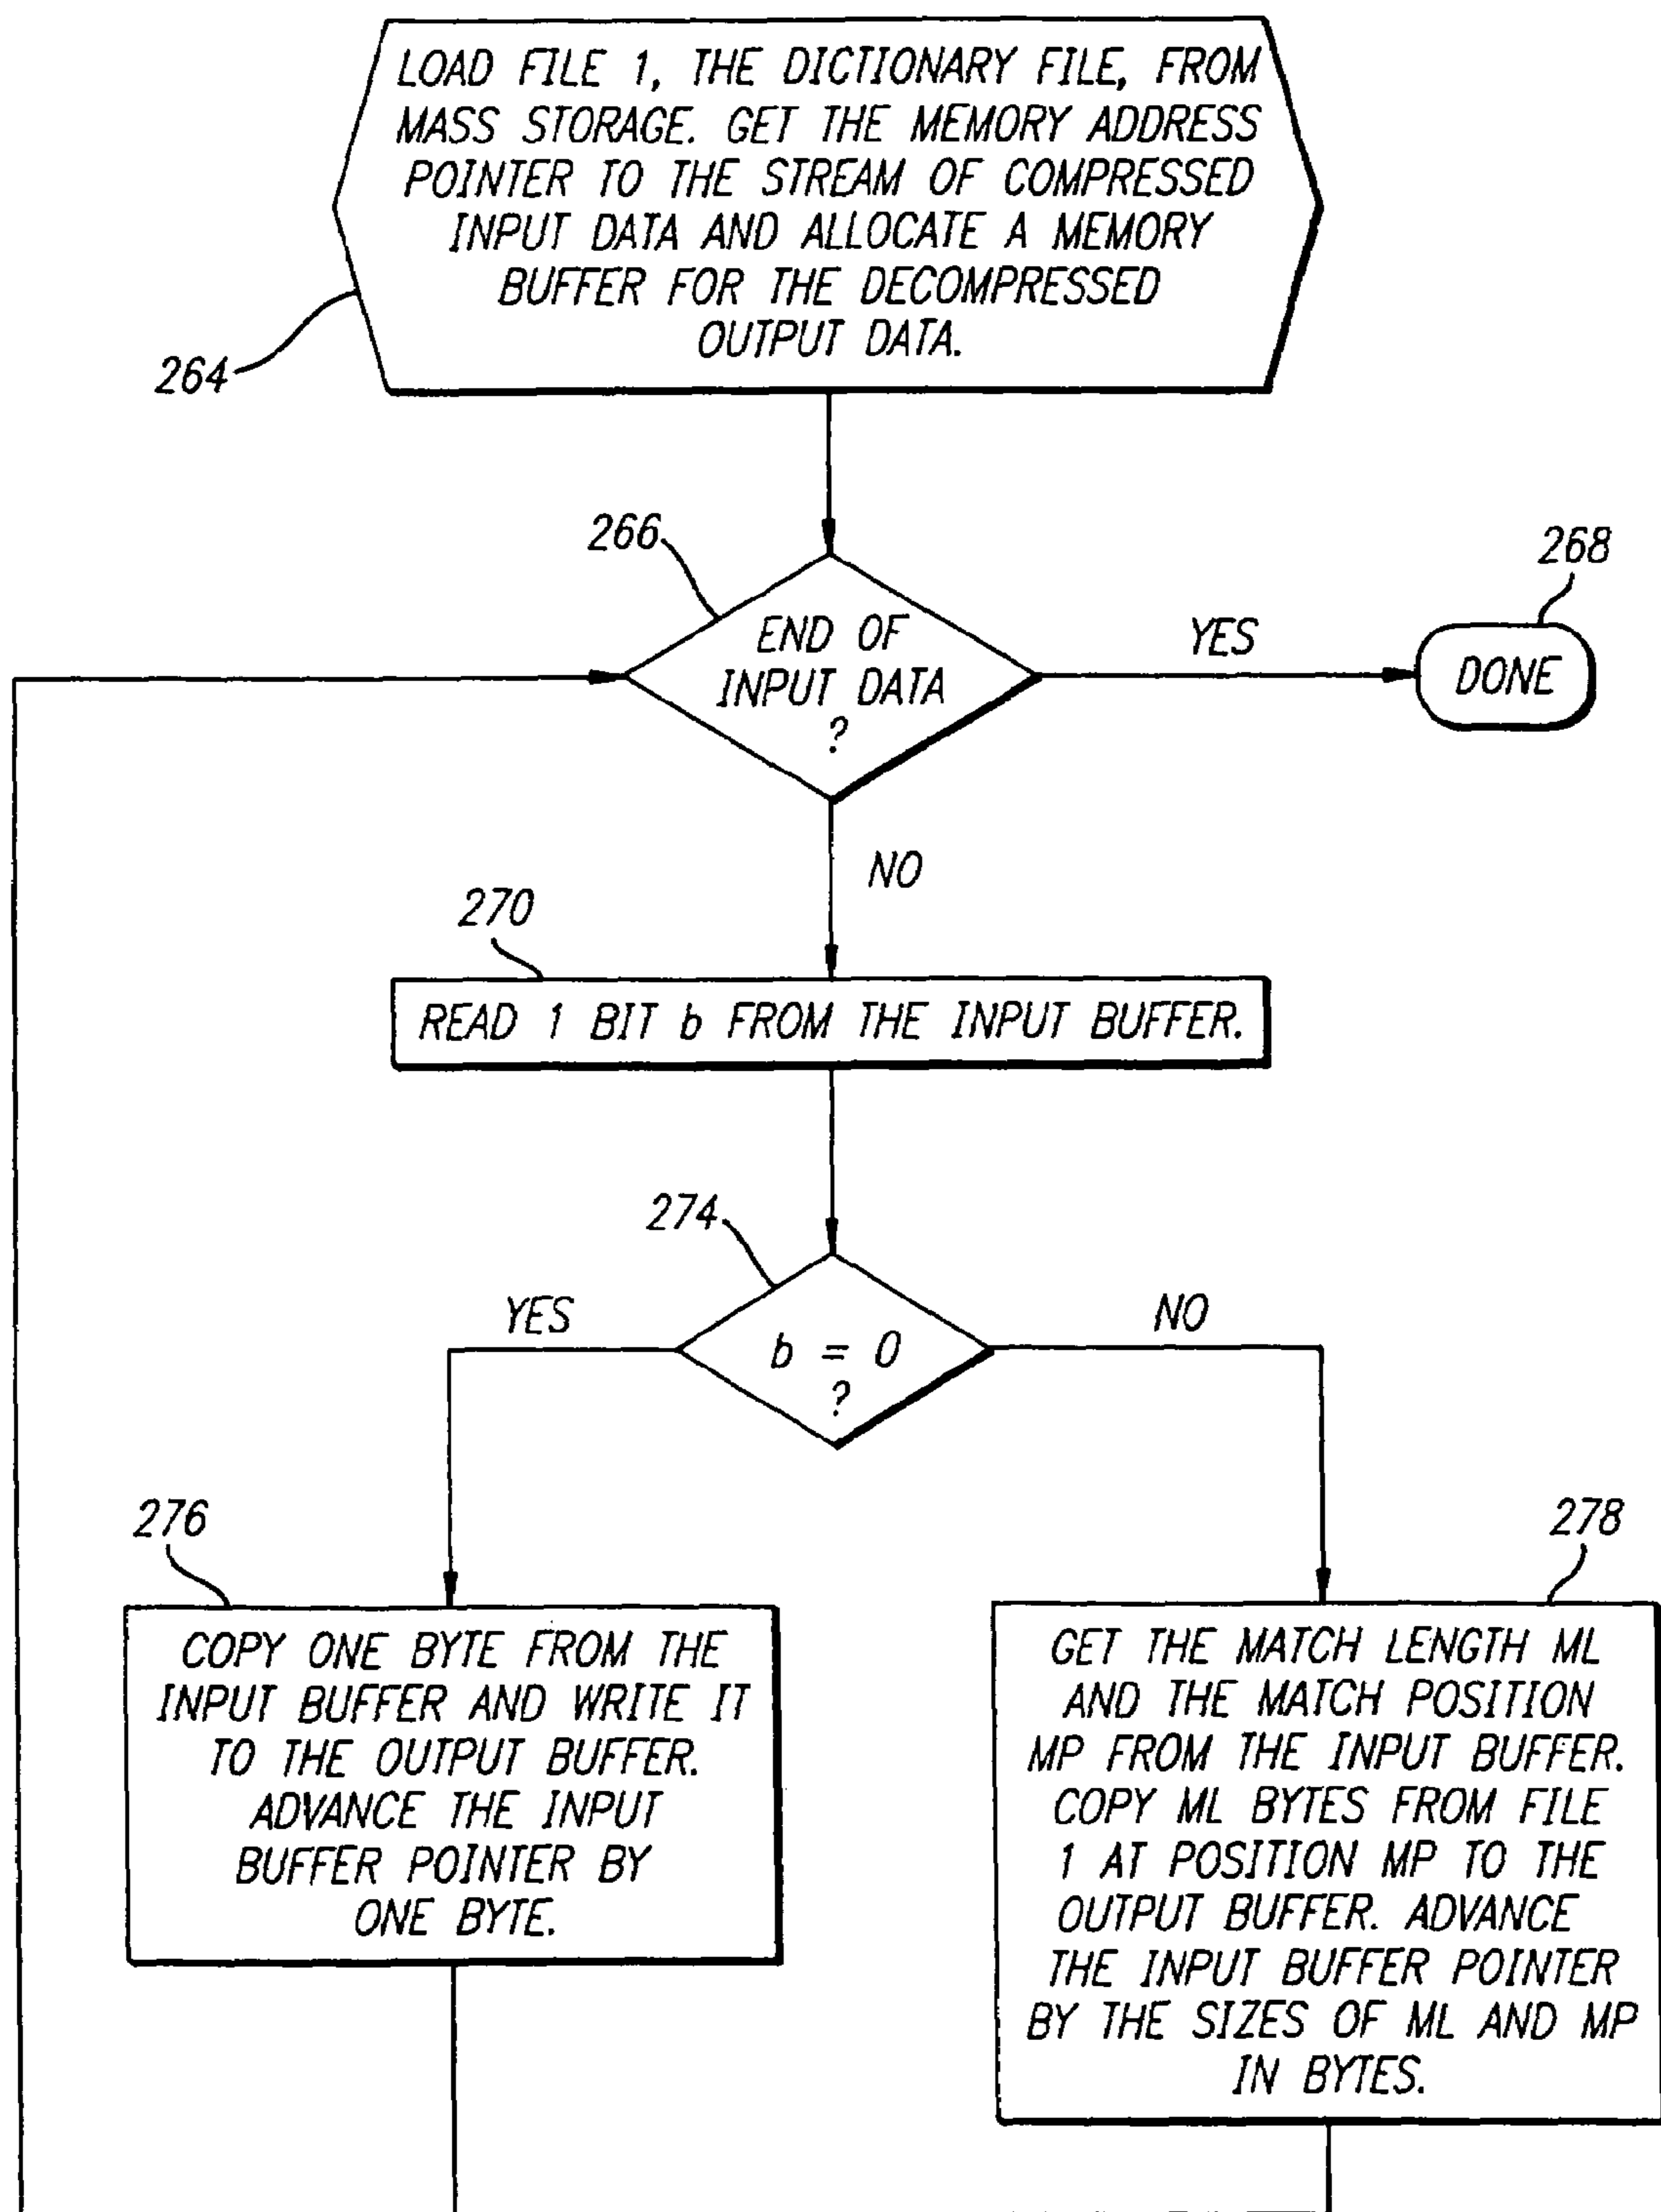 LOAD FILE 1, THE DICTIONARY FILE, FROM
MASS STORAGE. GET THE MEMORY ADDRESS
POINTER TO THE STREAM OF COMPRESSED
INPUT DATA AND ALLOCATE A MEMORY
BUFFER FOR THE DECOMPRESSED
OUTPUT DATA.
264
266
268
END OF
INPUT DATA
?
YES
DONE
NO
270
READ 1 BIT b FROM THE INPUT BUFFER.
274
YES
b = 0
?
NO
276
278
COPY ONE BYTE FROM THE
INPUT BUFFER AND WRITE IT
TO THE OUTPUT BUFFER.
ADVANCE THE INPUT
BUFFER POINTER BY
ONE BYTE.
GET THE MATCH LENGTH ML
AND THE MATCH POSITION
MP FROM THE INPUT BUFFER.
COPY ML BYTES FROM FILE
1 AT POSITION MP TO THE
OUTPUT BUFFER. ADVANCE
THE INPUT BUFFER POINTER
BY THE SIZES OF ML AND MP
IN BYTES.